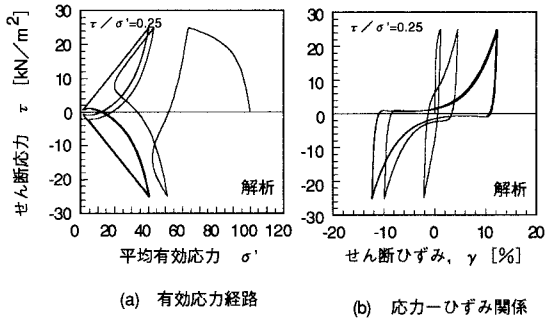 せん断応力 τ [kN/m²]
30
20
10
0
-10
-20
-30
τ/σ'=0.25
解析
0 20 40 60 80 100 120
平均有効応力 σ'
(a) 有効応力経路
30
20
10
0
-10
-20
-30
τ/σ'=0.25
解析
-20 -10 0 10 20
せん断ひずみ, γ [%]
(b) 応力ーひずみ関係